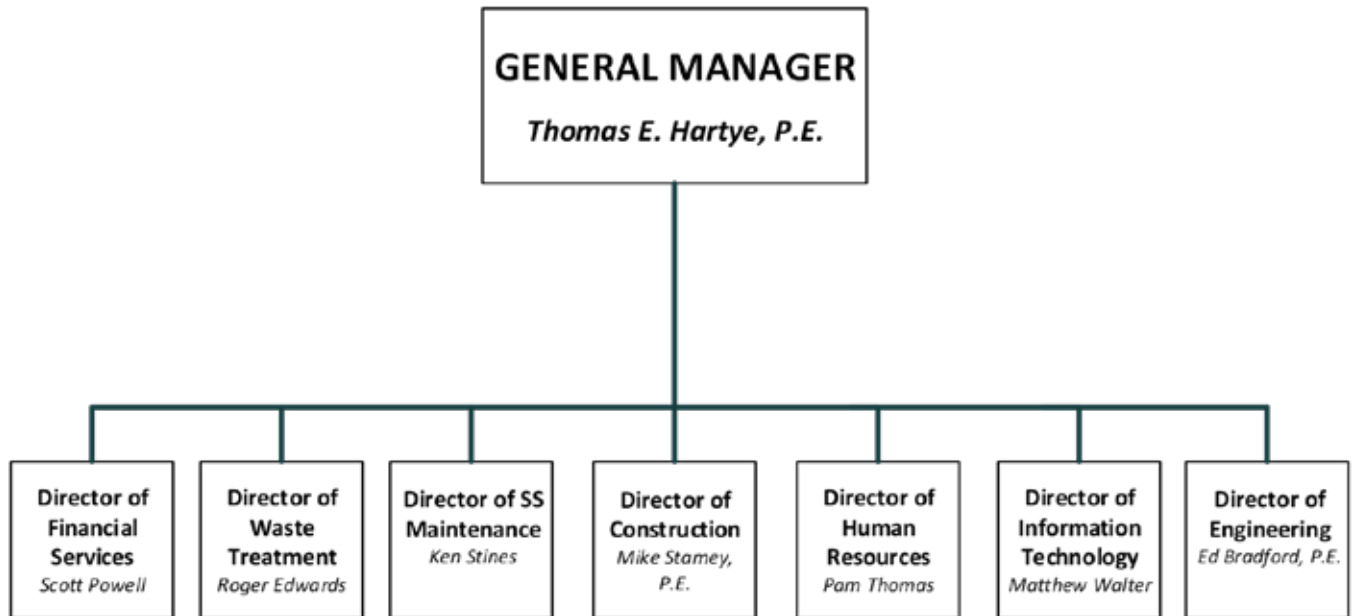 GENERAL MANAGER
Thomas E. Hartye, P.E.
Director of
Financial
Services
Scott Powell
Director of
Waste
Treatment
Roger Edwards
Director of SS
Maintenance
Ken Stines
Director of
Construction
Mike Stamey,
P.E.
Director of
Human
Resources
Pam Thomas
Director of
Information
Technology
Matthew Walter
Director of
Engineering
Ed Bradford, P.E.